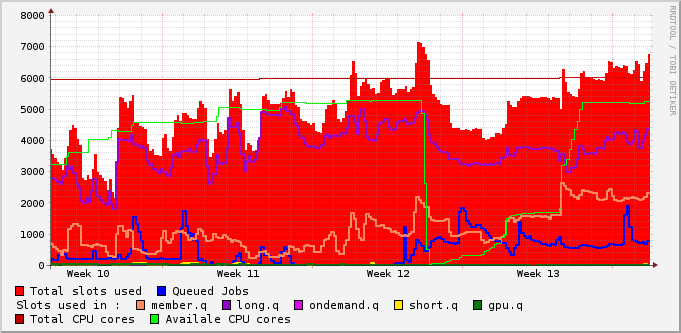 8000
7000
6000
5000
4000
3000
2000
1000
0
Week 10 Week 11 Week 12 Week 13
RRDTOOL / TOBI OETIKER
Total slots used Queued Jobs
Slots used in : member.q long.q ondemand.q short.q gpu.q
Total CPU cores Availale CPU cores